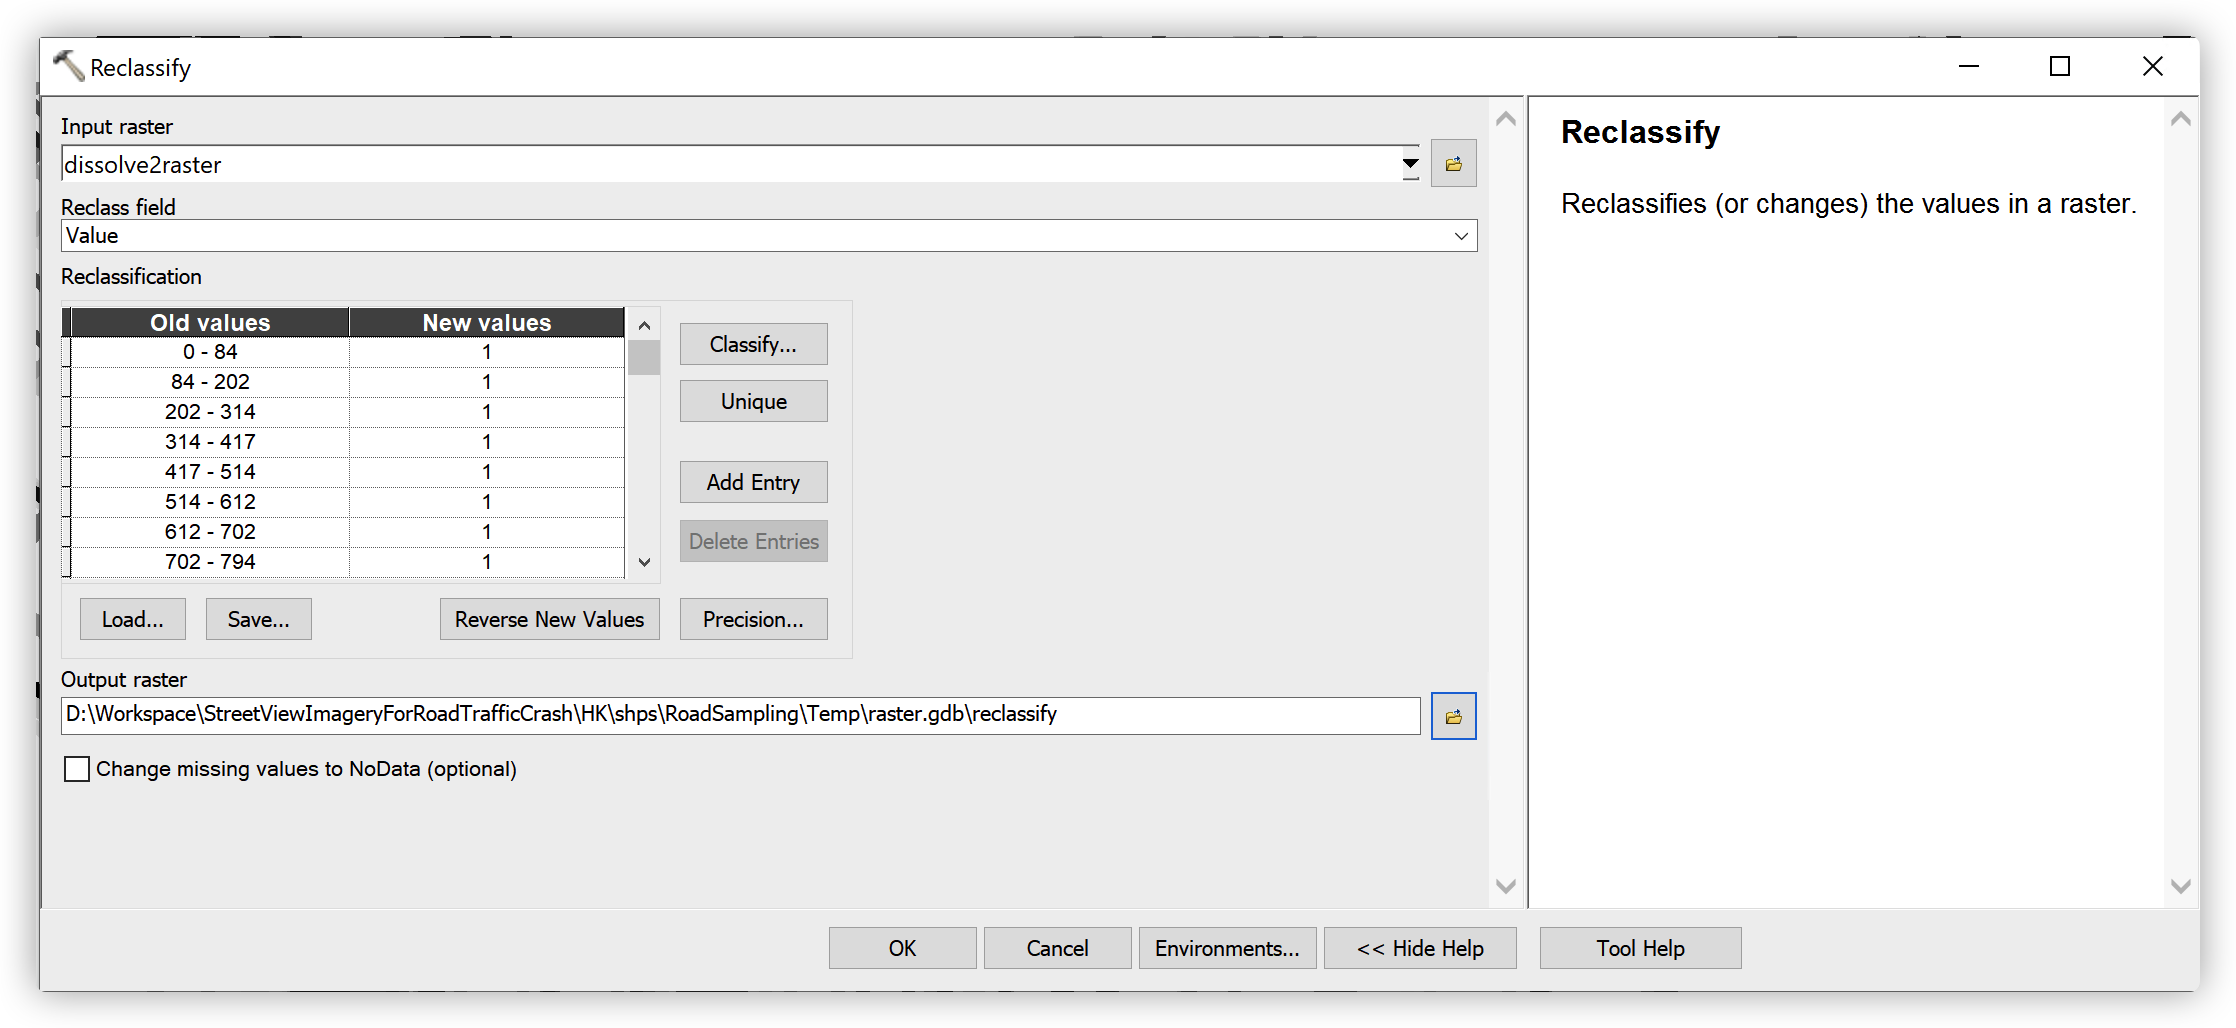 Reclassify
Input raster
dissolve2raster
Reclass field
Value
Reclassification
Old values New values
0 - 84 1
84 - 202 1
202 - 314 1
314 - 417 1
417 - 514 1
514 - 612 1
612 - 702 1
702 - 794 1
Classify...
Unique
Add Entry
Delete Entries
Load... Save... Reverse New Values Precision...
Output raster
D:\Workspace\StreetViewImageryForRoadTrafficCrash\HK\shps\RoadSampling\Temp\raster.gdb\reclassify
Change missing values to NoData (optional)
Reclassify
Reclassifies (or changes) the values in a raster.
OK Cancel Environments... << Hide Help Tool Help